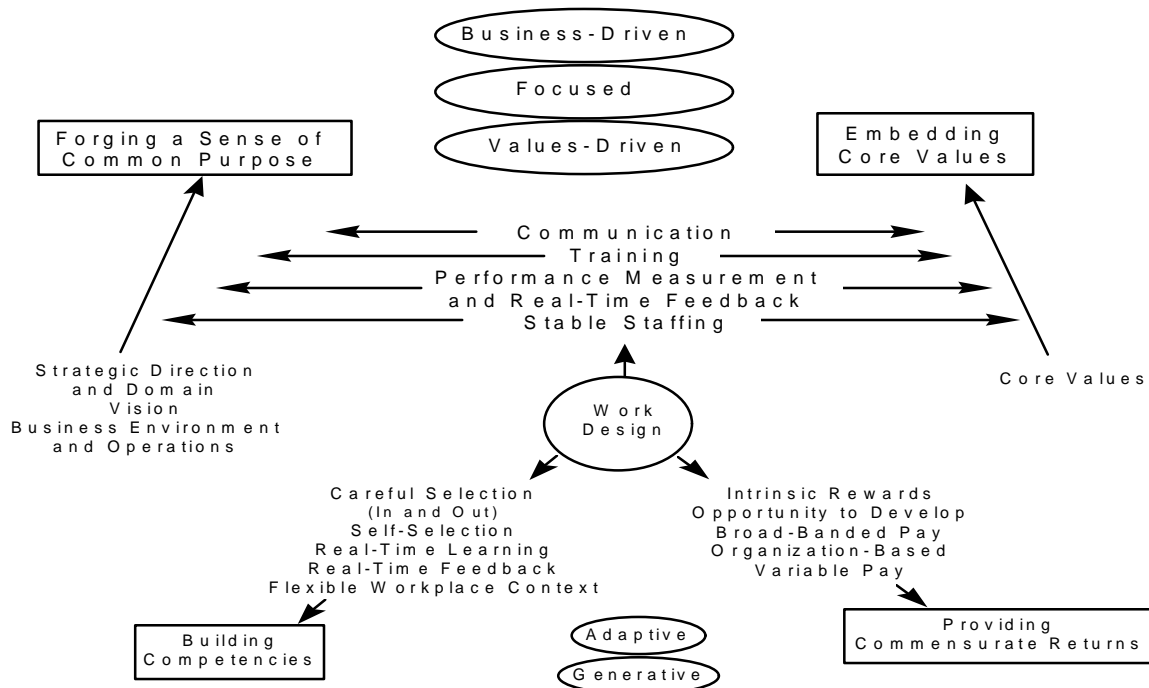 Business-Driven
Focused
Values-Driven
Forging a Sense of
Common Purpose
Embedding
Core Values
Communication
Training
Performance Measurement
and Real-Time Feedback
Stable Staffing
Strategic Direction
and Domain
Vision
Business Environment
and Operations
Core Values
Work
Design
Careful Selection
(In and Out)
Self-Selection
Real-Time Learning
Real-Time Feedback
Flexible Workplace Context
Intrinsic Rewards
Opportunity to Develop
Broad-Banded Pay
Organization-Based
Variable Pay
Building
Competencies
Adaptive
Generative
Providing
Commensurate Returns